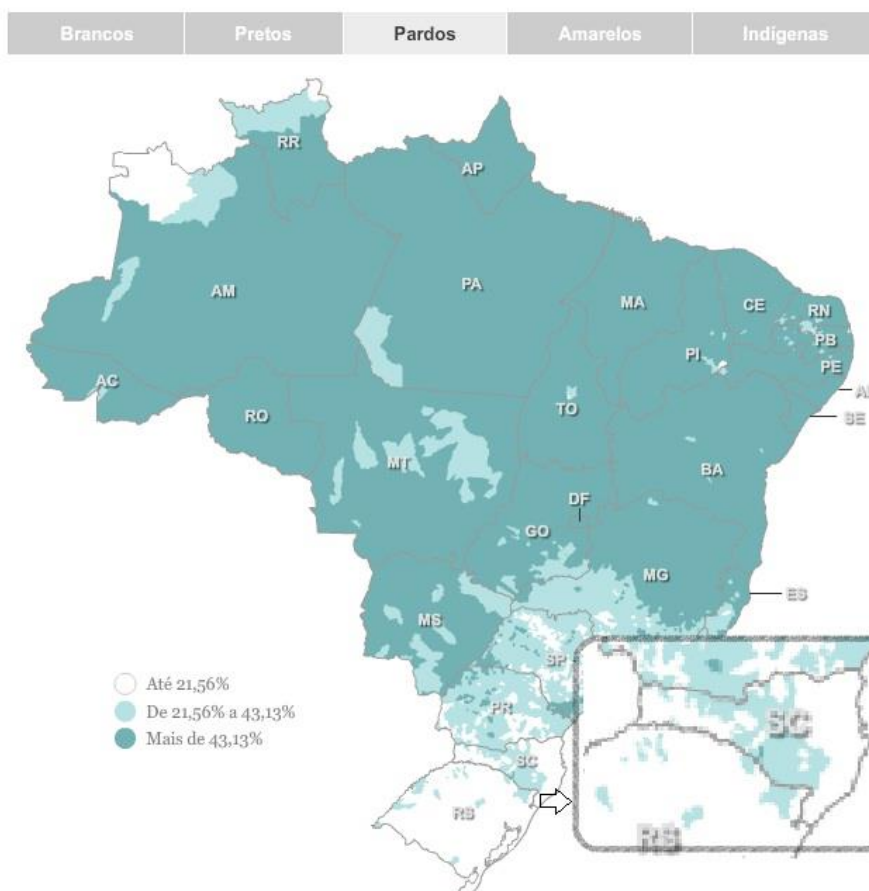 Brancos Pretos Pardos Amarelos Indígenas
RR
AP
AM
PA
MA
CE
RN
PB
PI
PE
AC
A
TO
SE
RO
MT
BA
DF
GO
MG
ES
MS
SP
Até 21,56%
De 21,56% a 43,13%
PR
Mais de 43,13%
SC
SC
RS
RS